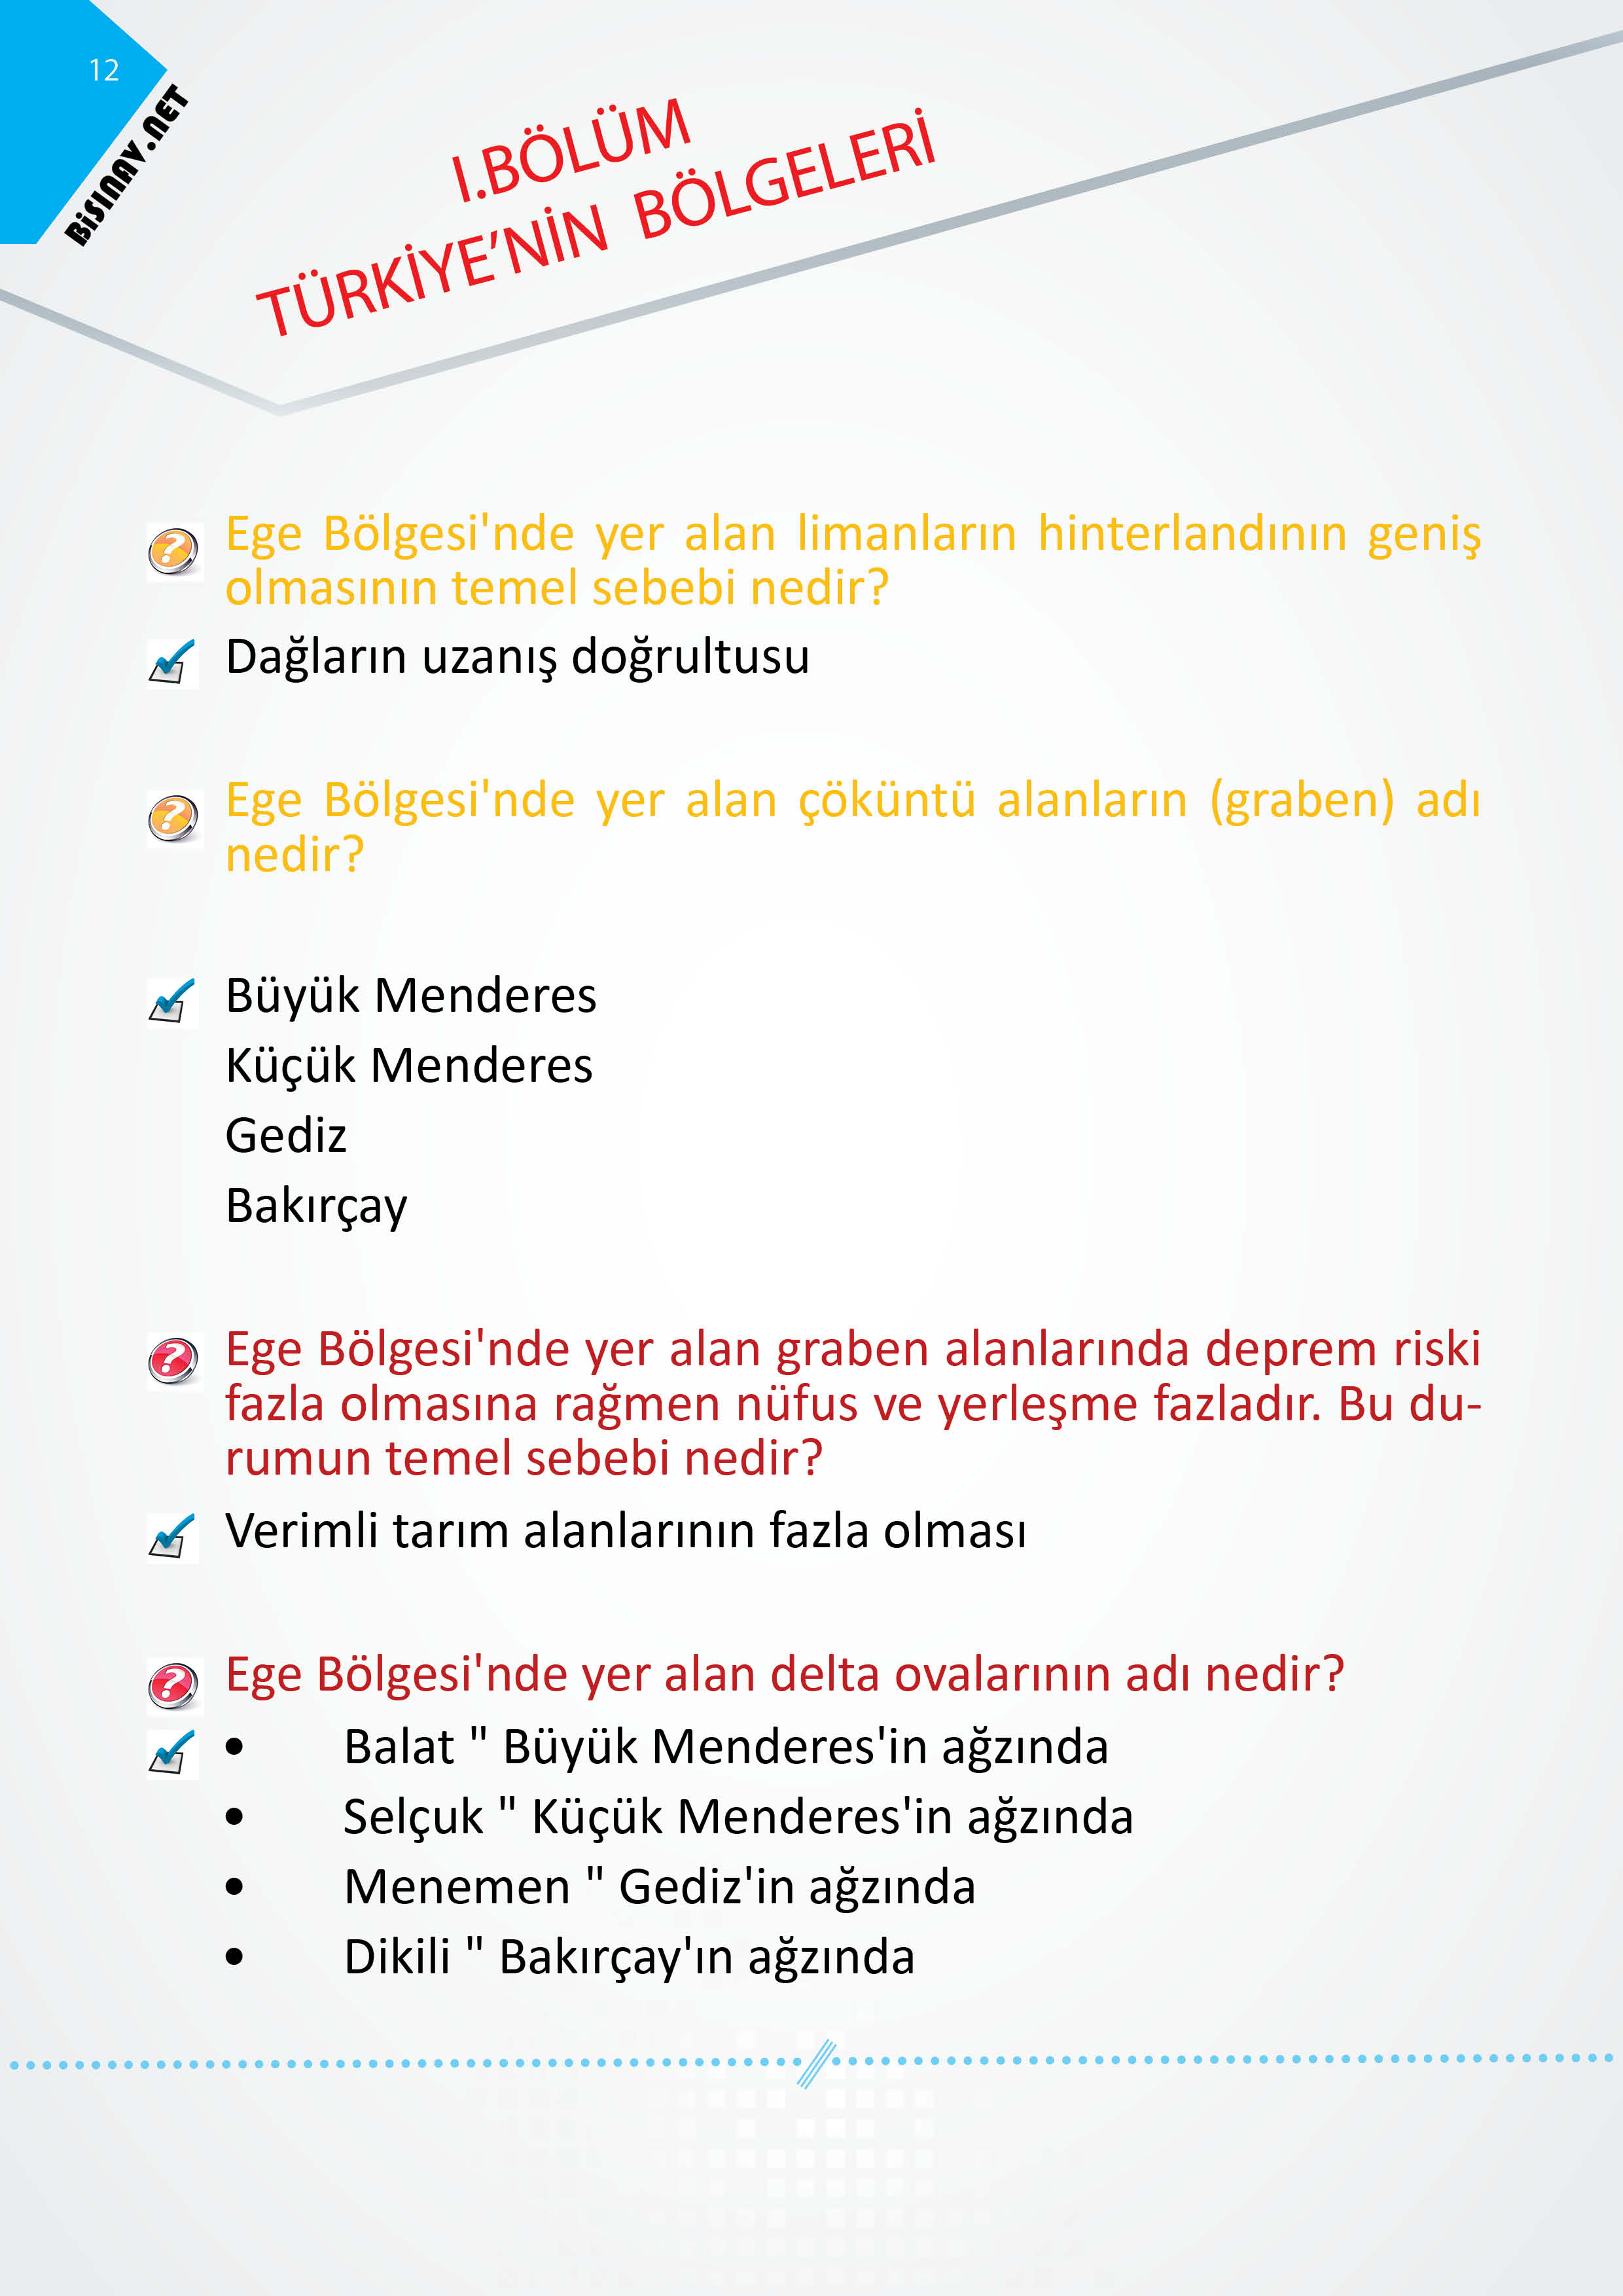 12
BiSINAV.NET
I.BÖLÜM
TÜRKİYE’NİN BÖLGELERİ
Ege Bölgesi'nde yer alan limanların hinterlandının geniş
olmasının temel sebebi nedir?
Dağların uzanış doğrultusu
Ege Bölgesi'nde yer alan çöküntü alanların (graben) adı
nedir?
Büyük Menderes
Küçük Menderes
Gediz
Bakırçay
Ege Bölgesi'nde yer alan graben alanlarında deprem riski
fazla olmasına rağmen nüfus ve yerleşme fazladır. Bu du-
rumun temel sebebi nedir?
Verimli tarım alanlarının fazla olması
Ege Bölgesi'nde yer alan delta ovalarının adı nedir?
• Balat " Büyük Menderes'in ağzında
• Selçuk " Küçük Menderes'in ağzında
• Menemen " Gediz'in ağzında
• Dikili " Bakırçay'ın ağzında